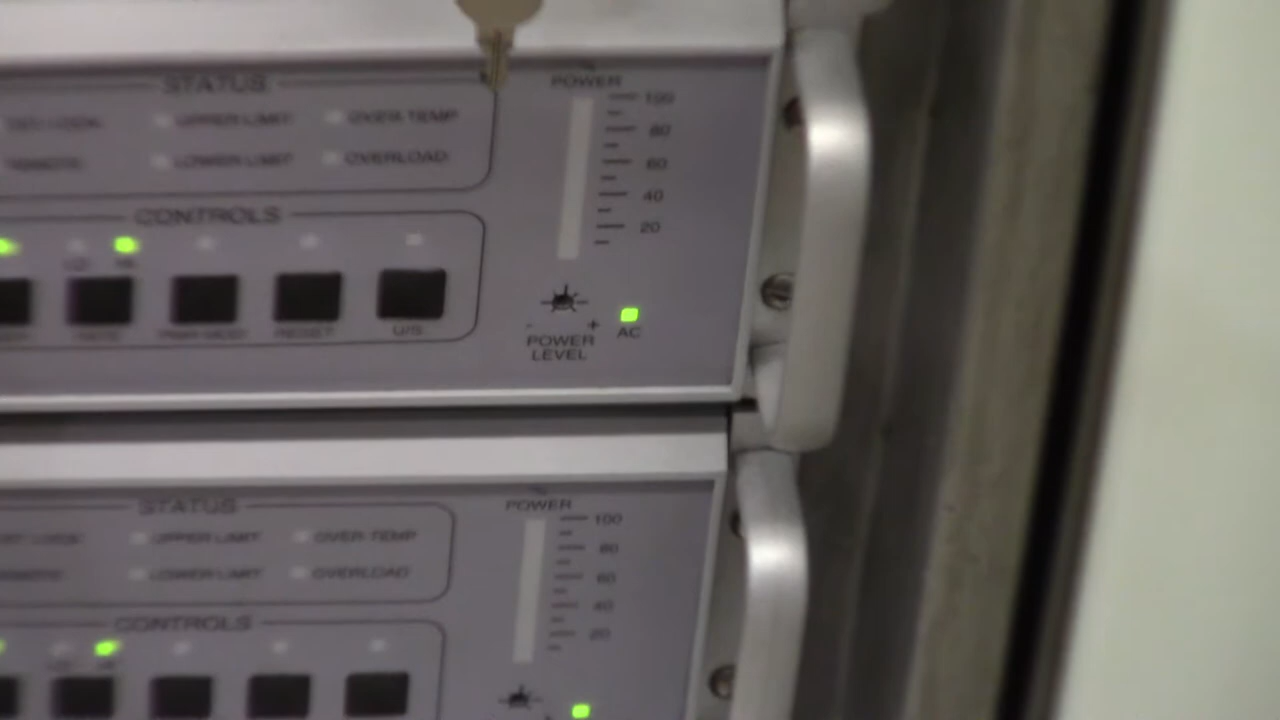 STATUS
UPPER LIMIT
OVER TEMP
LOWER LIMIT
OVERLOAD
CONTROLS
RESET
U/S
POWER
100
80
60
40
20
- +
POWER
LEVEL
AC
STATUS
UPPER LIMIT
OVER TEMP
LOWER LIMIT
OVERLOAD
CONTROLS
POWER
100
80
60
40
20